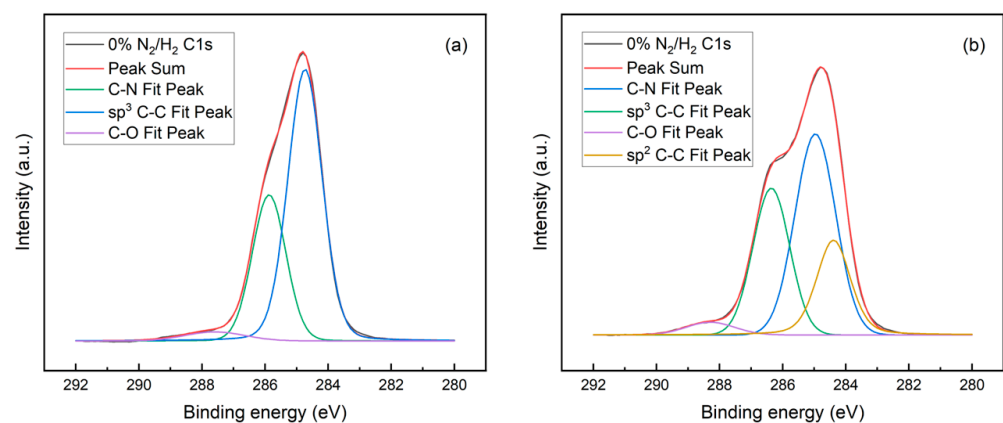 0% N₂/H₂ C1s
Peak Sum
C-N Fit Peak
sp³ C-C Fit Peak
C-O Fit Peak
(a)
Intensity (a.u.)
292 290 288 286 284 282 280
Binding energy (eV)
0% N₂/H₂ C1s
Peak Sum
C-N Fit Peak
sp³ C-C Fit Peak
C-O Fit Peak
sp² C-C Fit Peak
(b)
Intensity (a.u.)
292 290 288 286 284 282 280
Binding energy (eV)